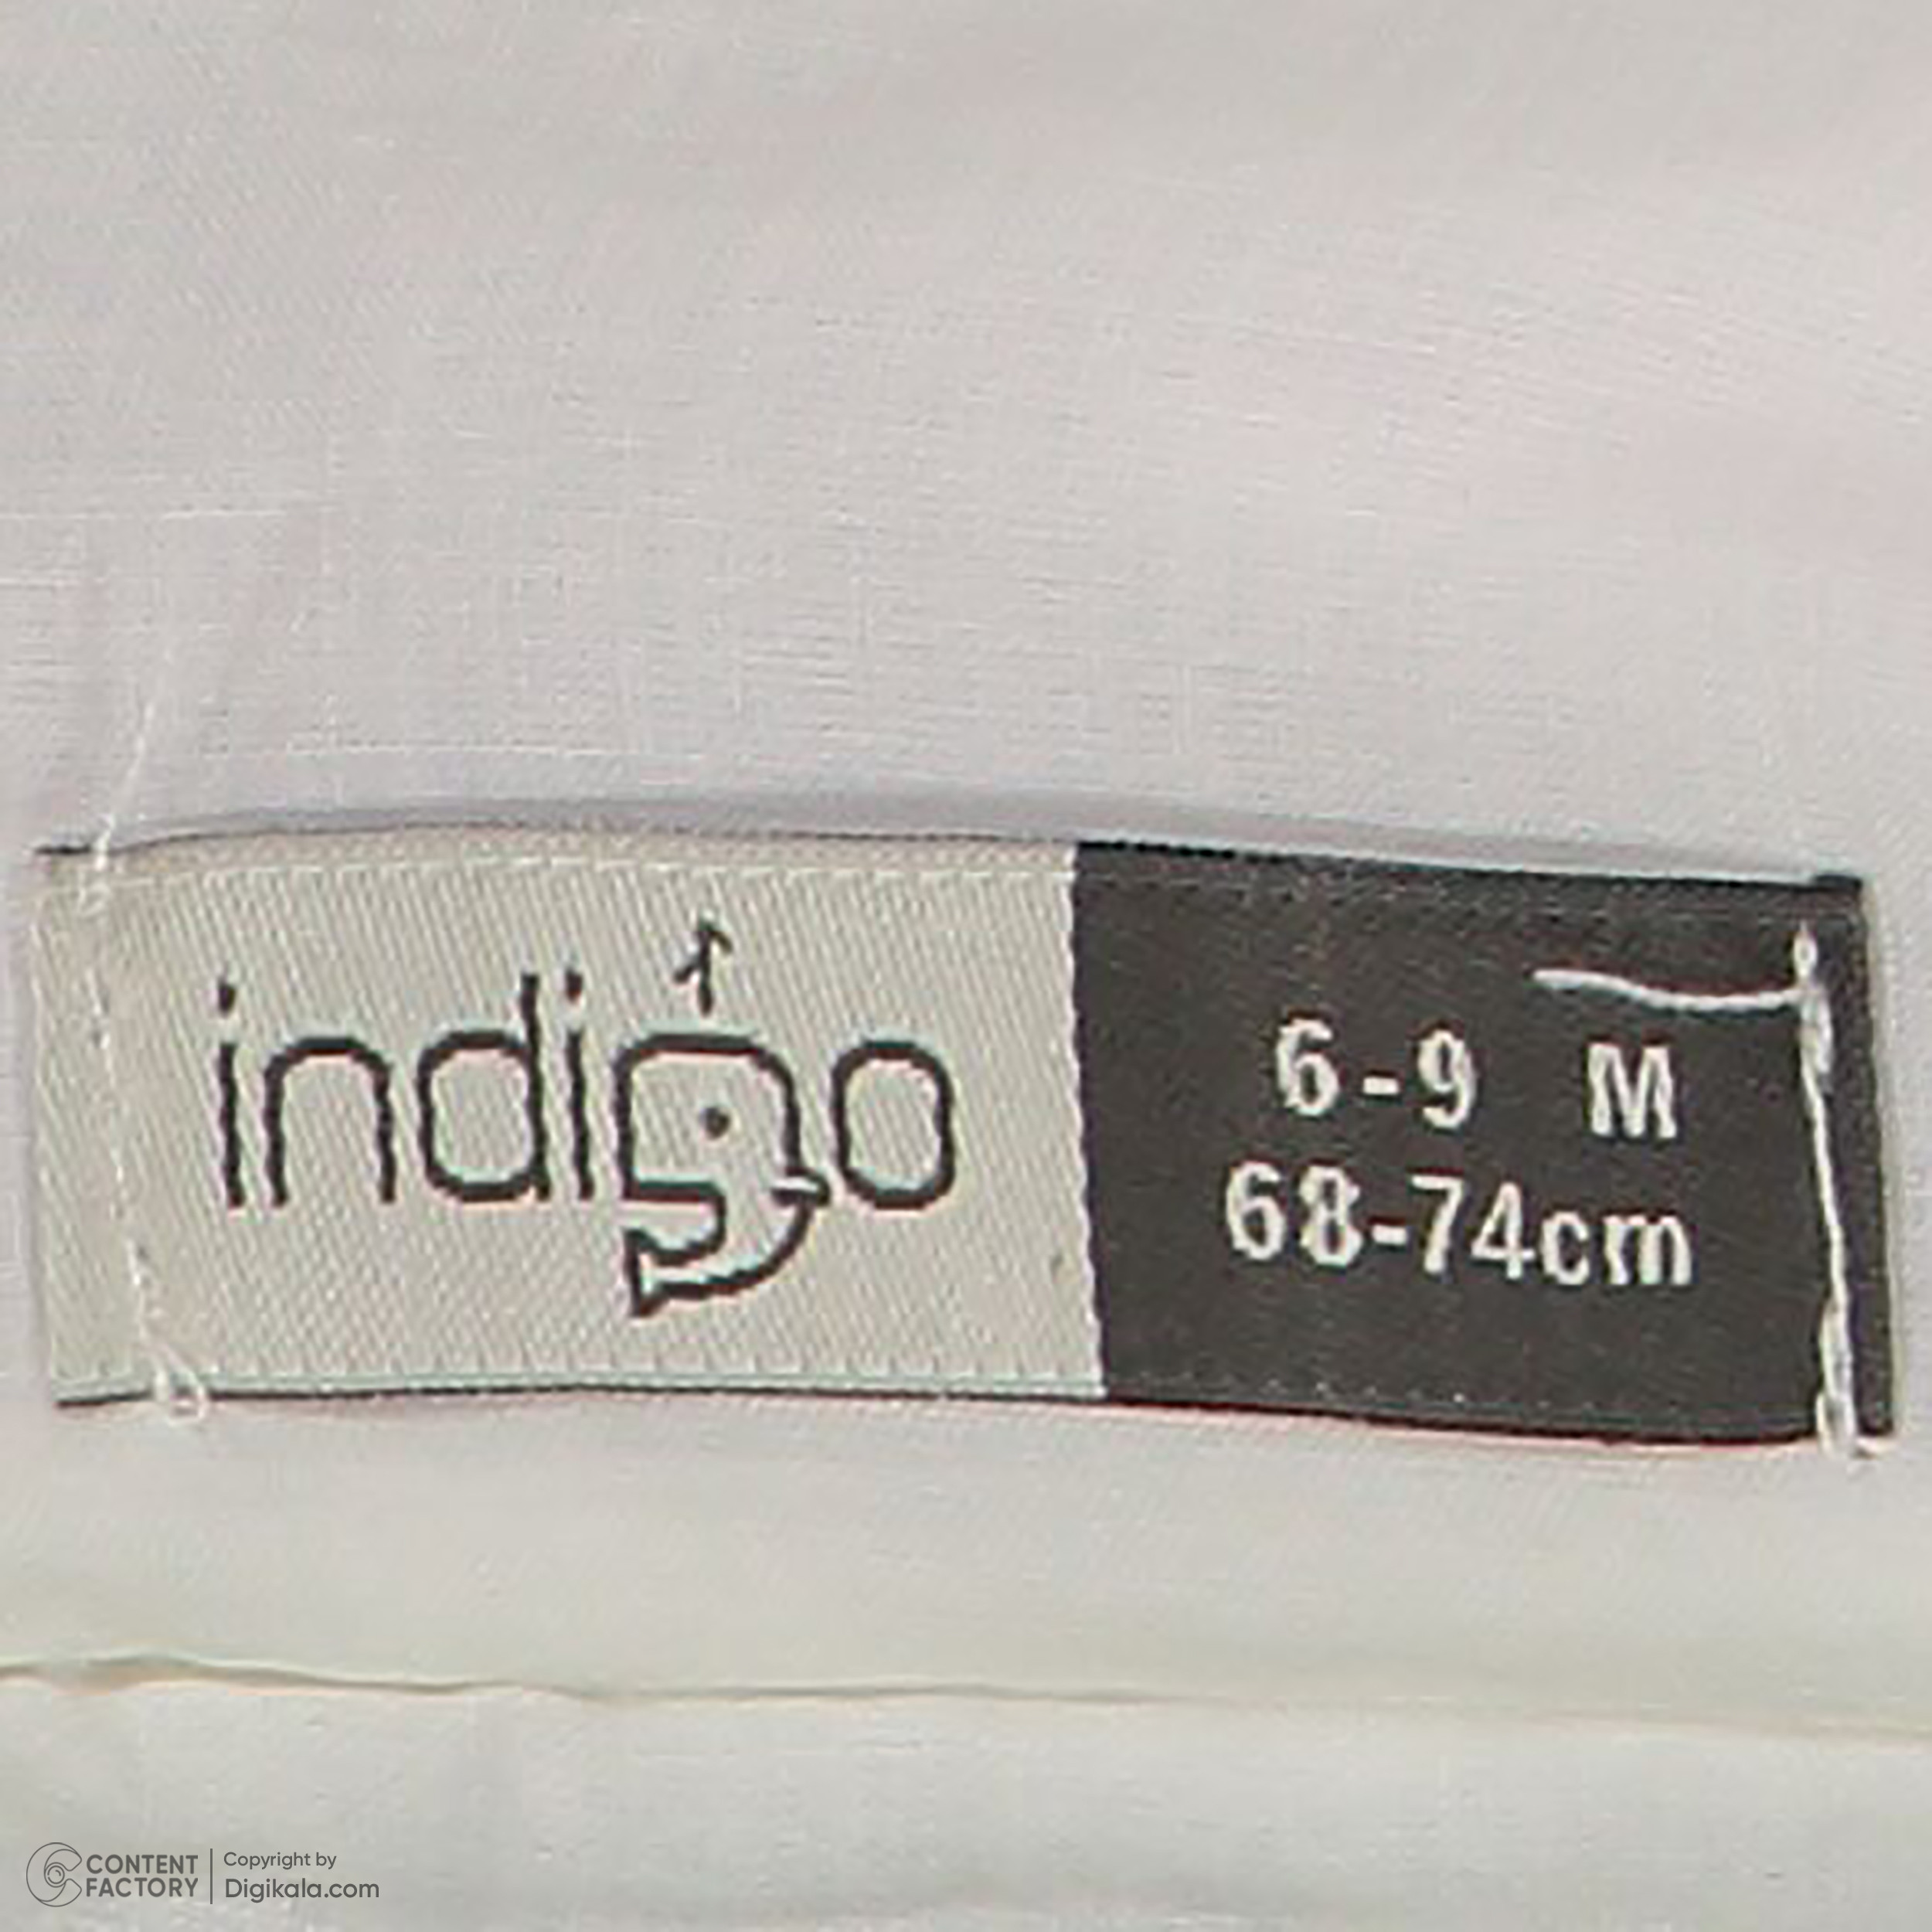 indigo
6-9 M
68-74cm
CONTENT FACTORY
Copyright by
Digikala.com